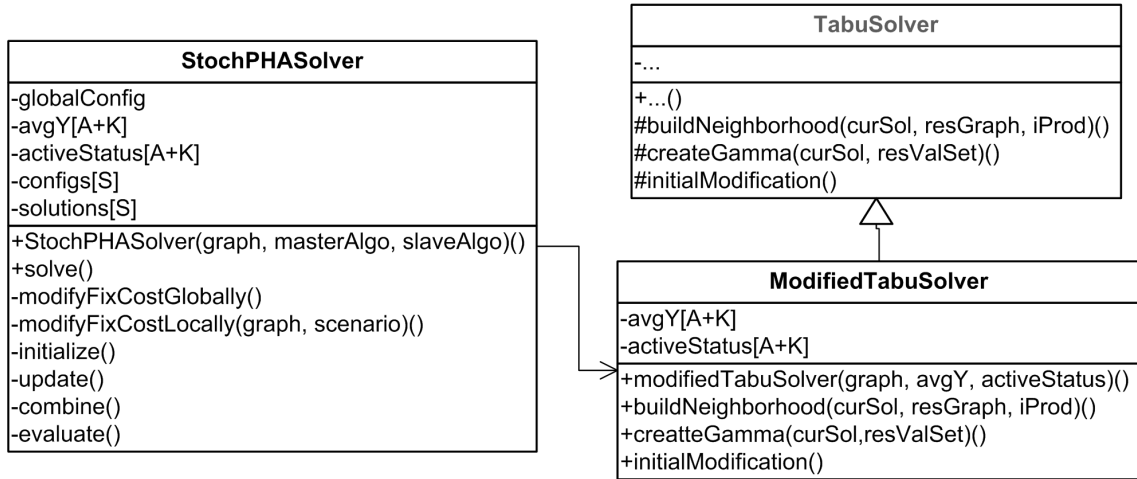 StochPHASolver
-globalConfig
-avgY[A+K]
-activeStatus[A+K]
-configs[S]
-solutions[S]
+StochPHASolver(graph, masterAlgo, slaveAlgo)()
+solve()
-modifyFixCostGlobally()
-modifyFixCostLocally(graph, scenario)()
-initialize()
-update()
-combine()
-evaluate()
TabuSolver
-...
+...()
#buildNeighborhood(curSol, resGraph, iProd)()
#createGamma(curSol, resValSet)()
#initialModification()
ModifiedTabuSolver
-avgY[A+K]
-activeStatus[A+K]
+modifiedTabuSolver(graph, avgY, activeStatus)()
+buildNeighborhood(curSol, resGraph, iProd)()
+creatteGamma(curSol,resValSet)()
+initialModification()